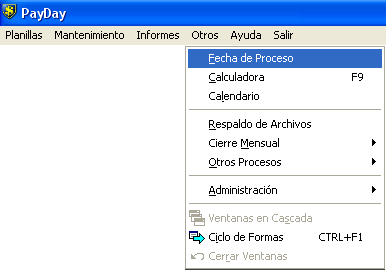 PayDay
Planillas Mantenimiento Informes Otros Ayuda Salir
Fecha de Proceso
Calculadora F9
Calendario
Respaldo de Archivos
Cierre Mensual
Otros Procesos
Administración
Ventanas en Cascada
Ciclo de Formas CTRL+F1
Cerrar Ventanas